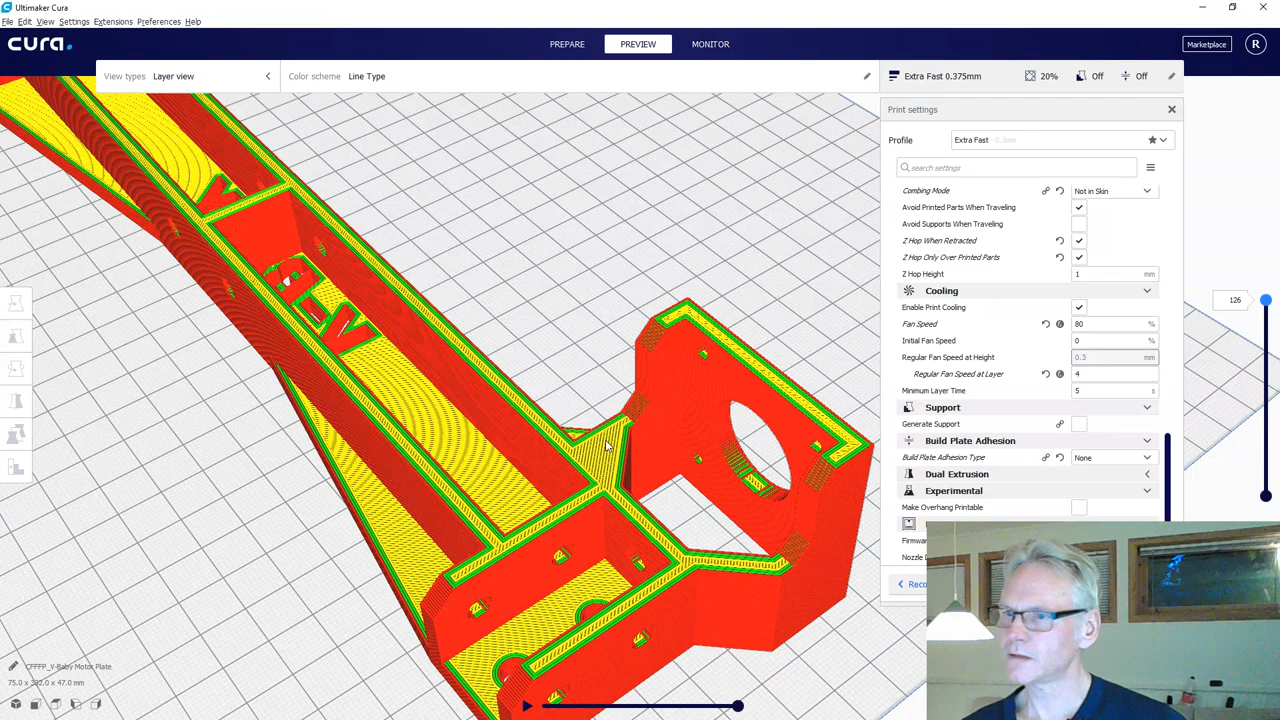 Ultimaker Cura
File Edit View Settings Extensions Preferences Help
cura.
PREPARE PREVIEW MONITOR
Marketplace R
View types Layer view Color scheme Line Type
Extra Fast 0.375mm 20% Off Off
Print settings
Profile Extra Fast - 0.3mm
search settings
Combing Mode Not in Skin
Avoid Printed Parts When Traveling
Avoid Supports When Traveling
Z Hop When Retracted
Z Hop Only Over Printed Parts
Z Hop Height 1 mm
Cooling
Enable Print Cooling
126
Fan Speed 80 %
Initial Fan Speed 0 %
Regular Fan Speed at Height 0.3 mm
Regular Fan Speed at Layer 4
Minimum Layer Time 5 s
Support
Generate Support
Build Plate Adhesion
Build Plate Adhesion Type None
Dual Extrusion
Experimental
Make Overhang Printable
CFFFP_V-Baby Motor Plate